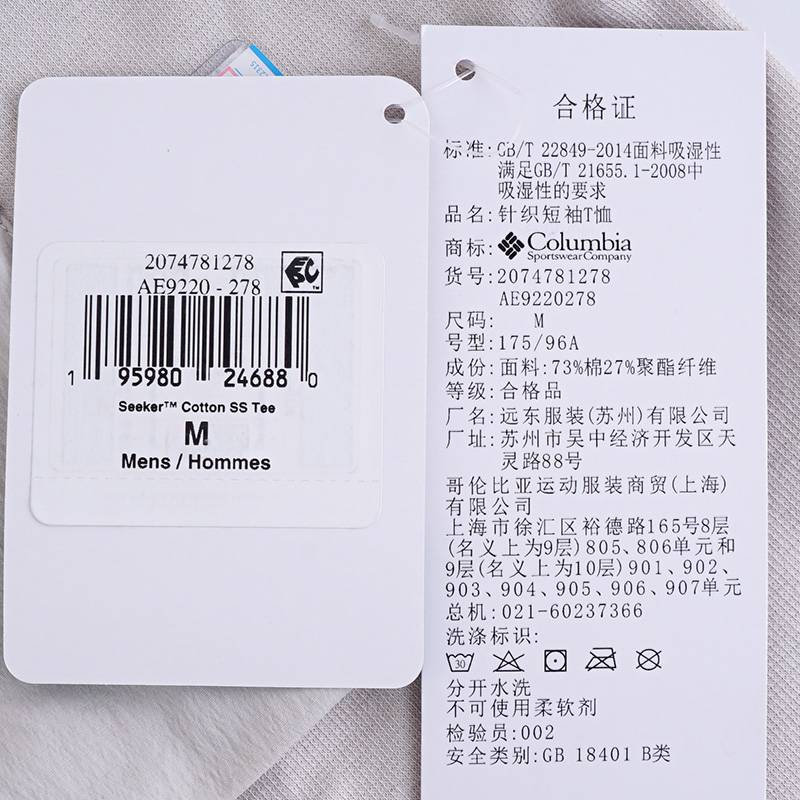 2315
2074781278
AE9220 - 278
1 95980 24688 0
Seeker™ Cotton SS Tee
M
Mens / Hommes
合格证
标准:GB/T 22849-2014面料吸湿性
满足GB/T 21655.1-2008中
吸湿性的要求
品名:针织短袖T恤
商标:Columbia
Sportswear Company
货号:2074781278
AE9220278
尺码: M
号型:175/96A
成份:面料:73%棉27%聚酯纤维
等级:合格品
厂名:远东服装(苏州)有限公司
厂址:苏州市吴中经济开发区天
灵路88号
哥伦比亚运动服装商贸(上海)
有限公司
上海市徐汇区裕德路165号8层
(名义上为9层)805、806单元和
9层(名义上为10层)901、902、
903、904、905、906、907单元
总机:021-60237366
洗涤标识:
30
分开水洗
不可使用柔软剂
检验员:002
安全类别:GB 18401 B类